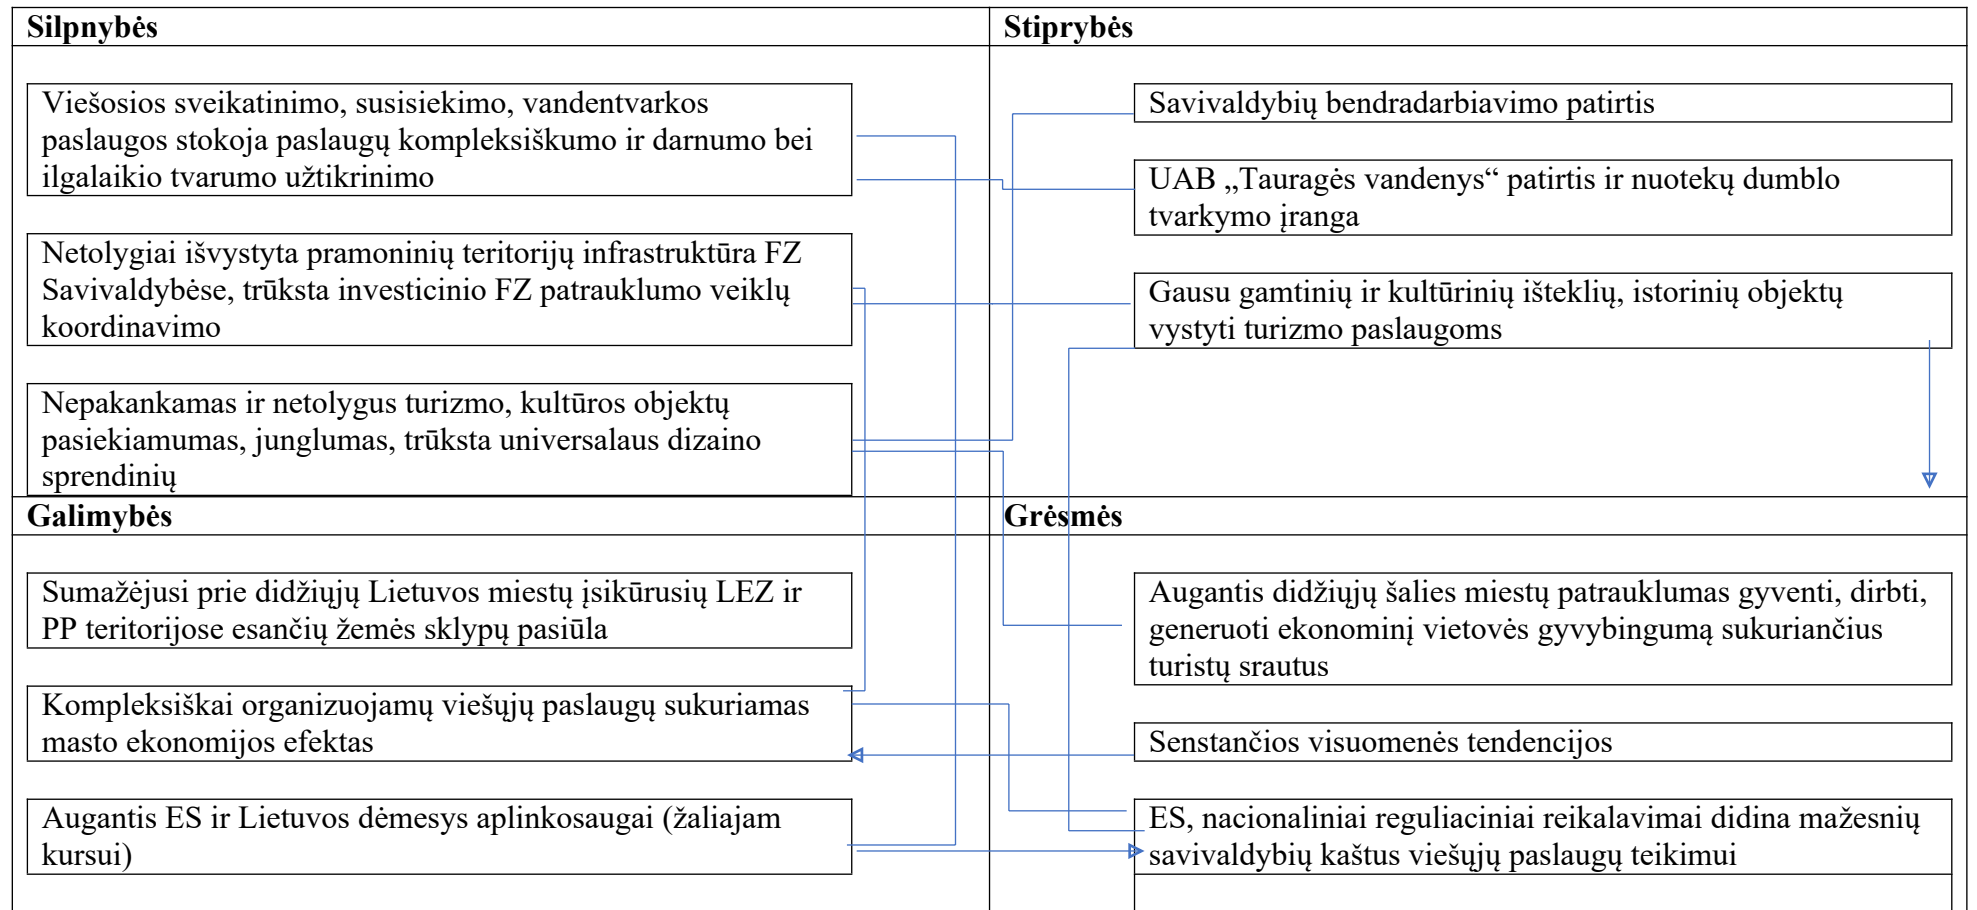 Silpnybės
Stiprybės
Viešosios sveikatinimo, susisiekimo, vandentvarkos
paslaugos stokoja paslaugų kompleksiškumo ir darnumo bei
ilgalaikio tvarumo užtikrinimo
Netolygiai išvystyta pramoninių teritorijų infrastruktūra FZ
Savivaldybėse, trūksta investicinio FZ patrauklumo veiklų
koordinavimo
Nepakankamas ir netolygus turizmo, kultūros objektų
pasiekiamumas, junglumas, trūksta universalaus dizaino
sprendinių
Savivaldybių bendradarbiavimo patirtis
UAB „Tauragės vandenys“ patirtis ir nuotekų dumblo
tvarkymo įranga
Gausu gamtinių ir kultūrinių išteklių, istorinių objektų
vystyti turizmo paslaugoms
Galimybės
Grėsmės
Sumažėjusi prie didžiųjų Lietuvos miestų įsikūrusių LEZ ir
PP teritorijose esančių žemės sklypų pasiūla
Kompleksiškai organizuojamų viešųjų paslaugų sukuriamas
masto ekonomijos efektas
Augantis ES ir Lietuvos dėmesys aplinkosaugai (žaliajam
kursui)
Augantis didžiųjų šalies miestų patrauklumas gyventi, dirbti,
generuoti ekonominį vietovės gyvybingumą sukuriančius
turistų srautus
Senstančios visuomenės tendencijos
ES, nacionaliniai reguliaciniai reikalavimai didina mažesnių
savivaldybių kaštus viešųjų paslaugų teikimui